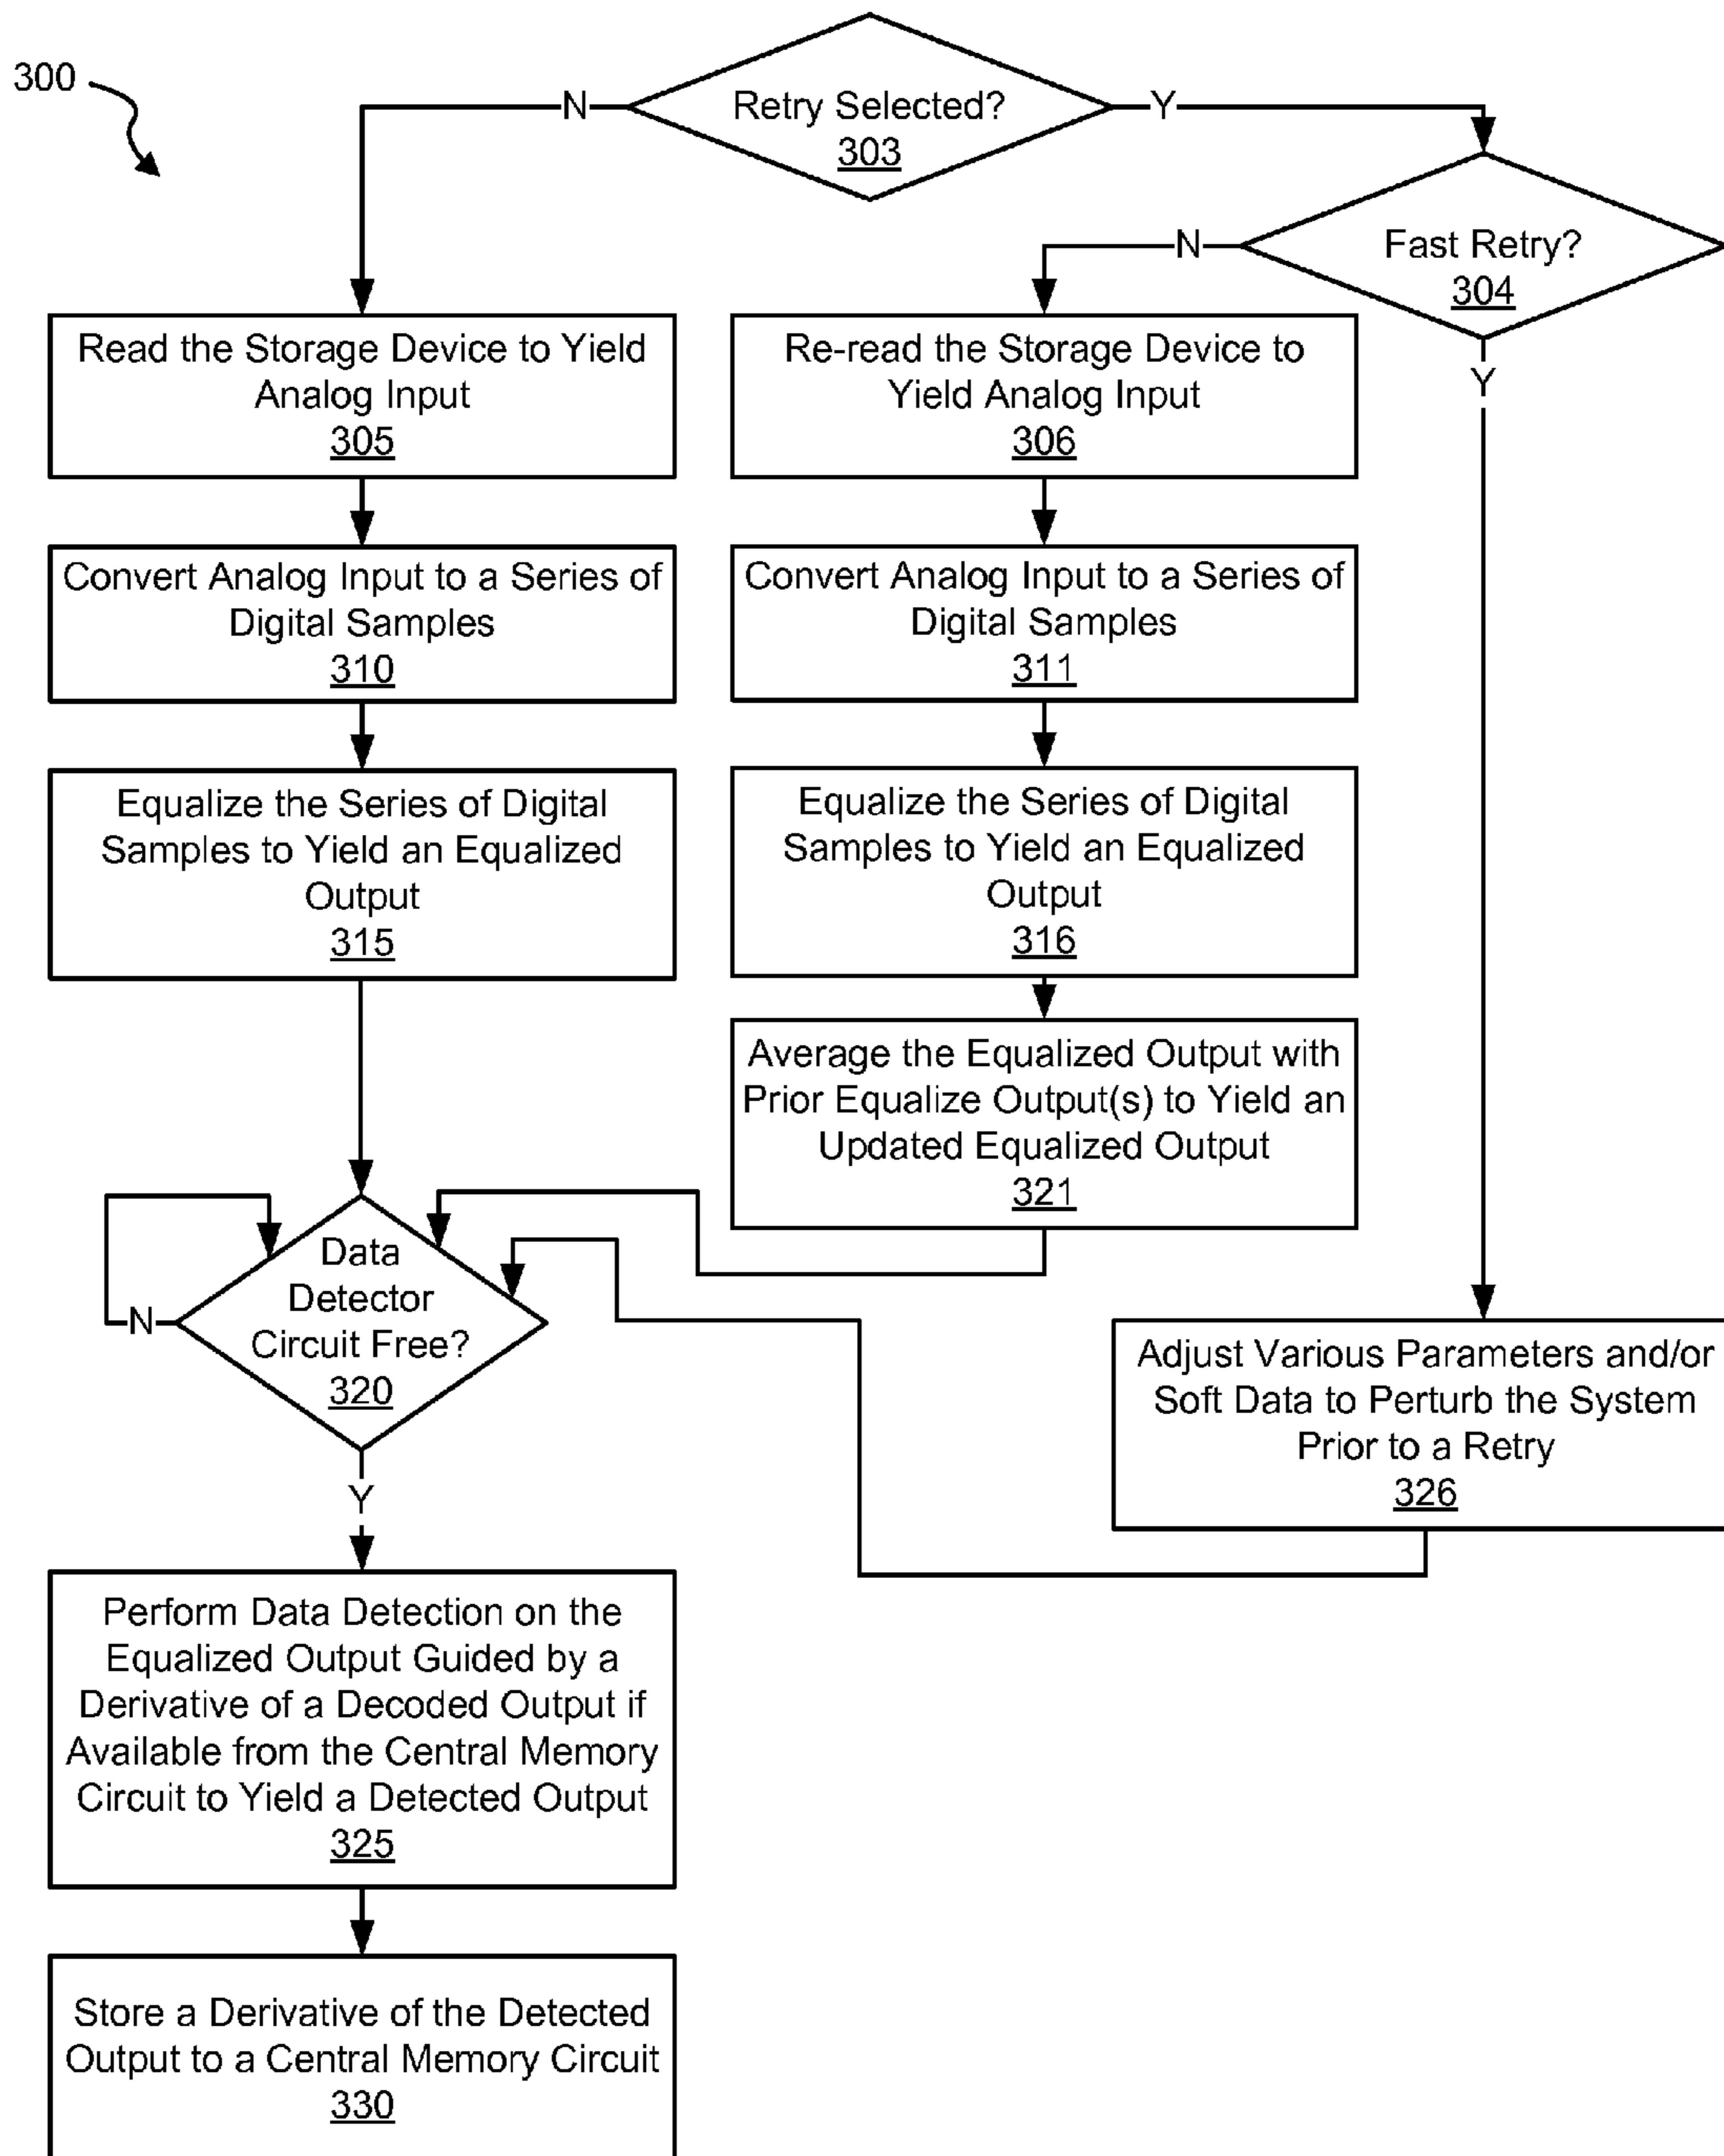 300
Retry Selected?
303
N
Y
Fast Retry?
304
N
Y
Read the Storage Device to Yield
Analog Input
305
Re-read the Storage Device to
Yield Analog Input
306
Convert Analog Input to a Series of
Digital Samples
310
Convert Analog Input to a Series of
Digital Samples
311
Equalize the Series of Digital
Samples to Yield an Equalized
Output
315
Equalize the Series of Digital
Samples to Yield an Equalized
Output
316
Average the Equalized Output with
Prior Equalize Output(s) to Yield an
Updated Equalized Output
321
Data
Detector
Circuit Free?
320
N
Y
Adjust Various Parameters and/or
Soft Data to Perturb the System
Prior to a Retry
326
Perform Data Detection on the
Equalized Output Guided by a
Derivative of a Decoded Output if
Available from the Central Memory
Circuit to Yield a Detected Output
325
Store a Derivative of the Detected
Output to a Central Memory Circuit
330